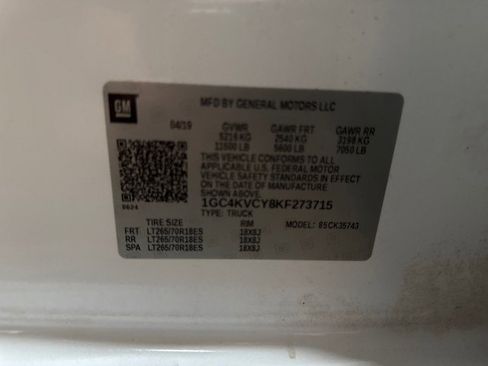 GM
MFD BY GENERAL MOTORS LLC
04/19 GVWR GAWR FRT GAWR RR
5216 KG 2540 KG 3198 KG
11500 LB 5600 LB 7050 LB
THIS VEHICLE CONFORMS TO ALL
APPLICABLE U.S. FEDERAL MOTOR
VEHICLE SAFETY STANDARDS IN
EFFECT ON THE DATE OF
MANUFACTURE SHOWN ABOVE.
1GC4KVCY8KF273715
TYPE: TRUCK
TIRE SIZE RIM
FRT LT265/70R18ES 18X8J
RR LT265/70R18ES 18X8J
SPA LT265/70R18ES 18X8J